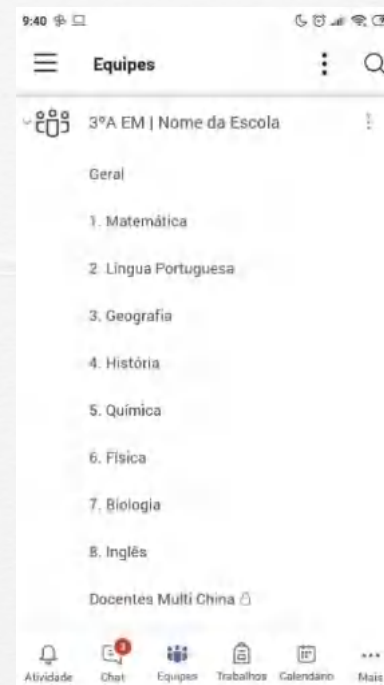 9:40
Equipes
3ºA EM | Nome da Escola
Geral
1. Matemática
2. Língua Portuguesa
3. Geografia
4. História
5. Química
6. Física
7. Biologia
8. Inglês
Docentes Multi China
3
Atividade Chat Equipes Trabalhos Calendário Mais